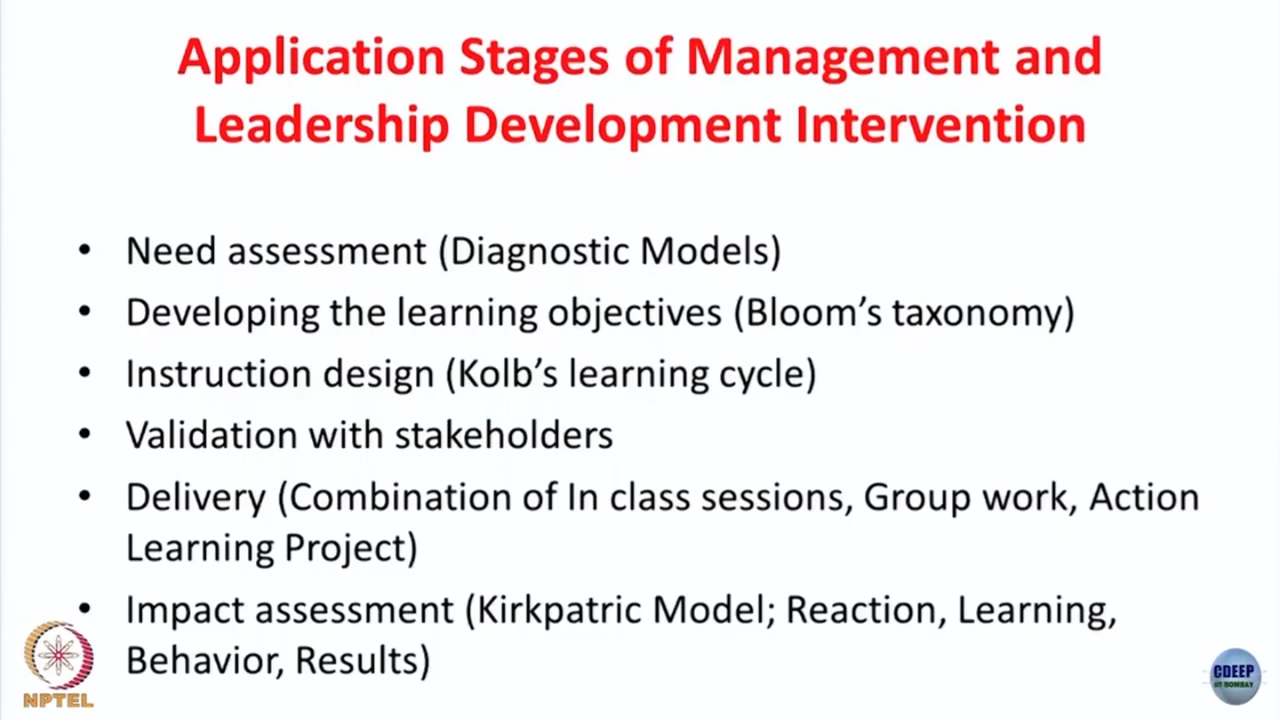 Application Stages of Management and
Leadership Development Intervention
• Need assessment (Diagnostic Models)
• Developing the learning objectives (Bloom's taxonomy)
• Instruction design (Kolb's learning cycle)
• Validation with stakeholders
• Delivery (Combination of In class sessions, Group work, Action
Learning Project)
• Impact assessment (Kirkpatric Model; Reaction, Learning,
Behavior, Results)
NPTEL
CDEEP
IIT BOMBAY